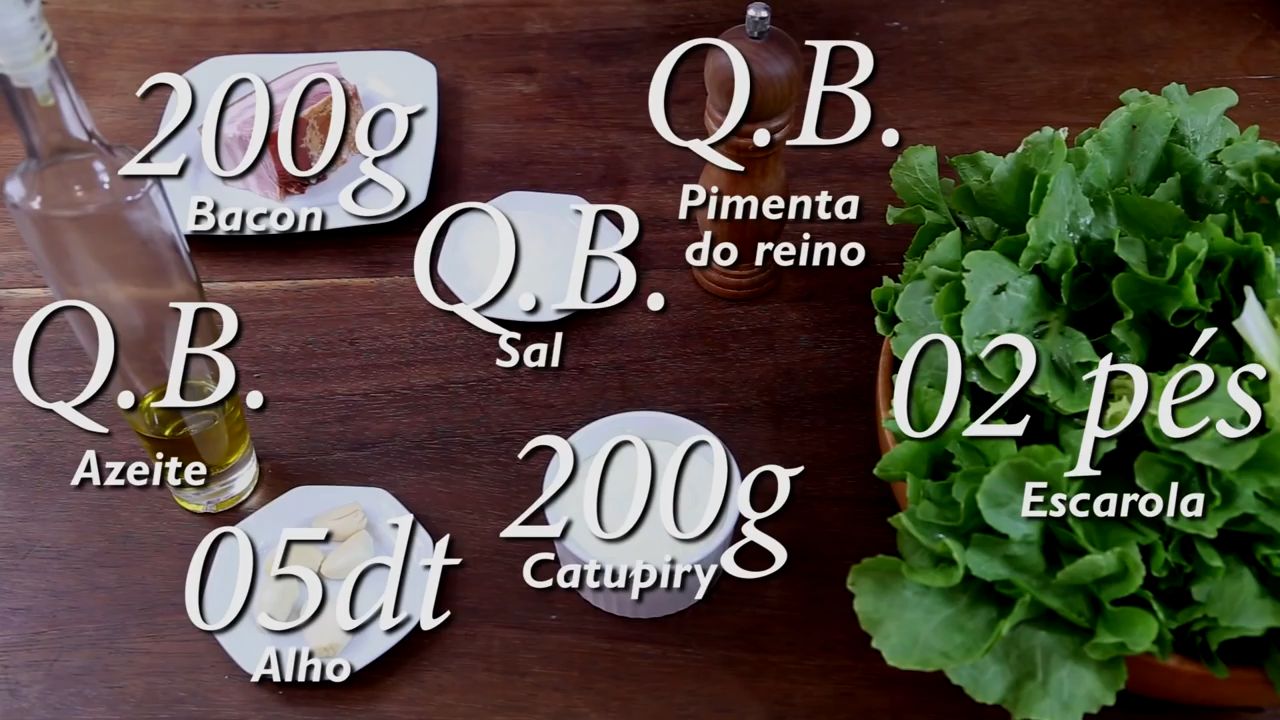 200g
Bacon
Q.B.
Pimenta
do reino
Q.B.
Sal
Q.B.
Azeite
02 pés
Escarola
200g
Catupiry
05dt
Alho